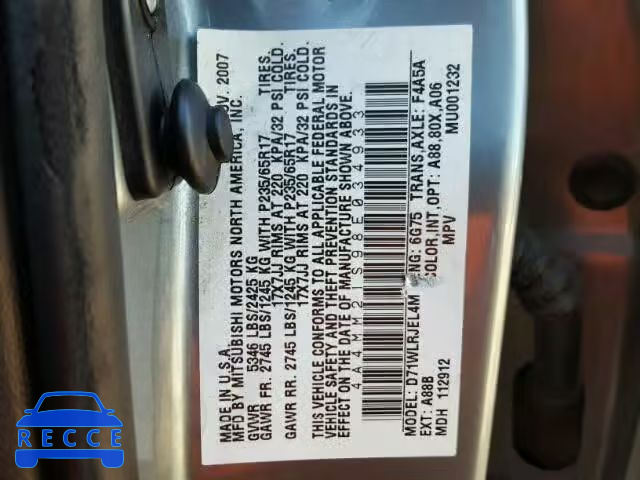 MADE IN U.S.A. NOV. 2007
MFD BY MITSUBISHI MOTORS NORTH AMERICA, INC.
GVWR 5346 LBS/2425 KG
GAWR FR. 2745 LBS/1245 KG WITH P235/65R17 TIRES,
17X7JJ RIMS AT 220 KPA/32 PSI COLD.
GAWR RR. 2745 LBS/1245 KG WITH P235/65R17 TIRES,
17X7JJ RIMS AT 220 KPA/32 PSI COLD.
THIS VEHICLE CONFORMS TO ALL APPLICABLE FEDERAL MOTOR
VEHICLE SAFETY AND THEFT PREVENTION STANDARDS IN
EFFECT ON THE DATE OF MANUFACTURE SHOWN ABOVE.
4A4MM21S98E034933
MODEL: D71WLRJEL4M ENG: 6G75 TRANS AXLE: F4A5A
EXT: A88B COLOR,INT,OPT: A88,80X,A06
MDH 112912 MPV MU001232
RECCE